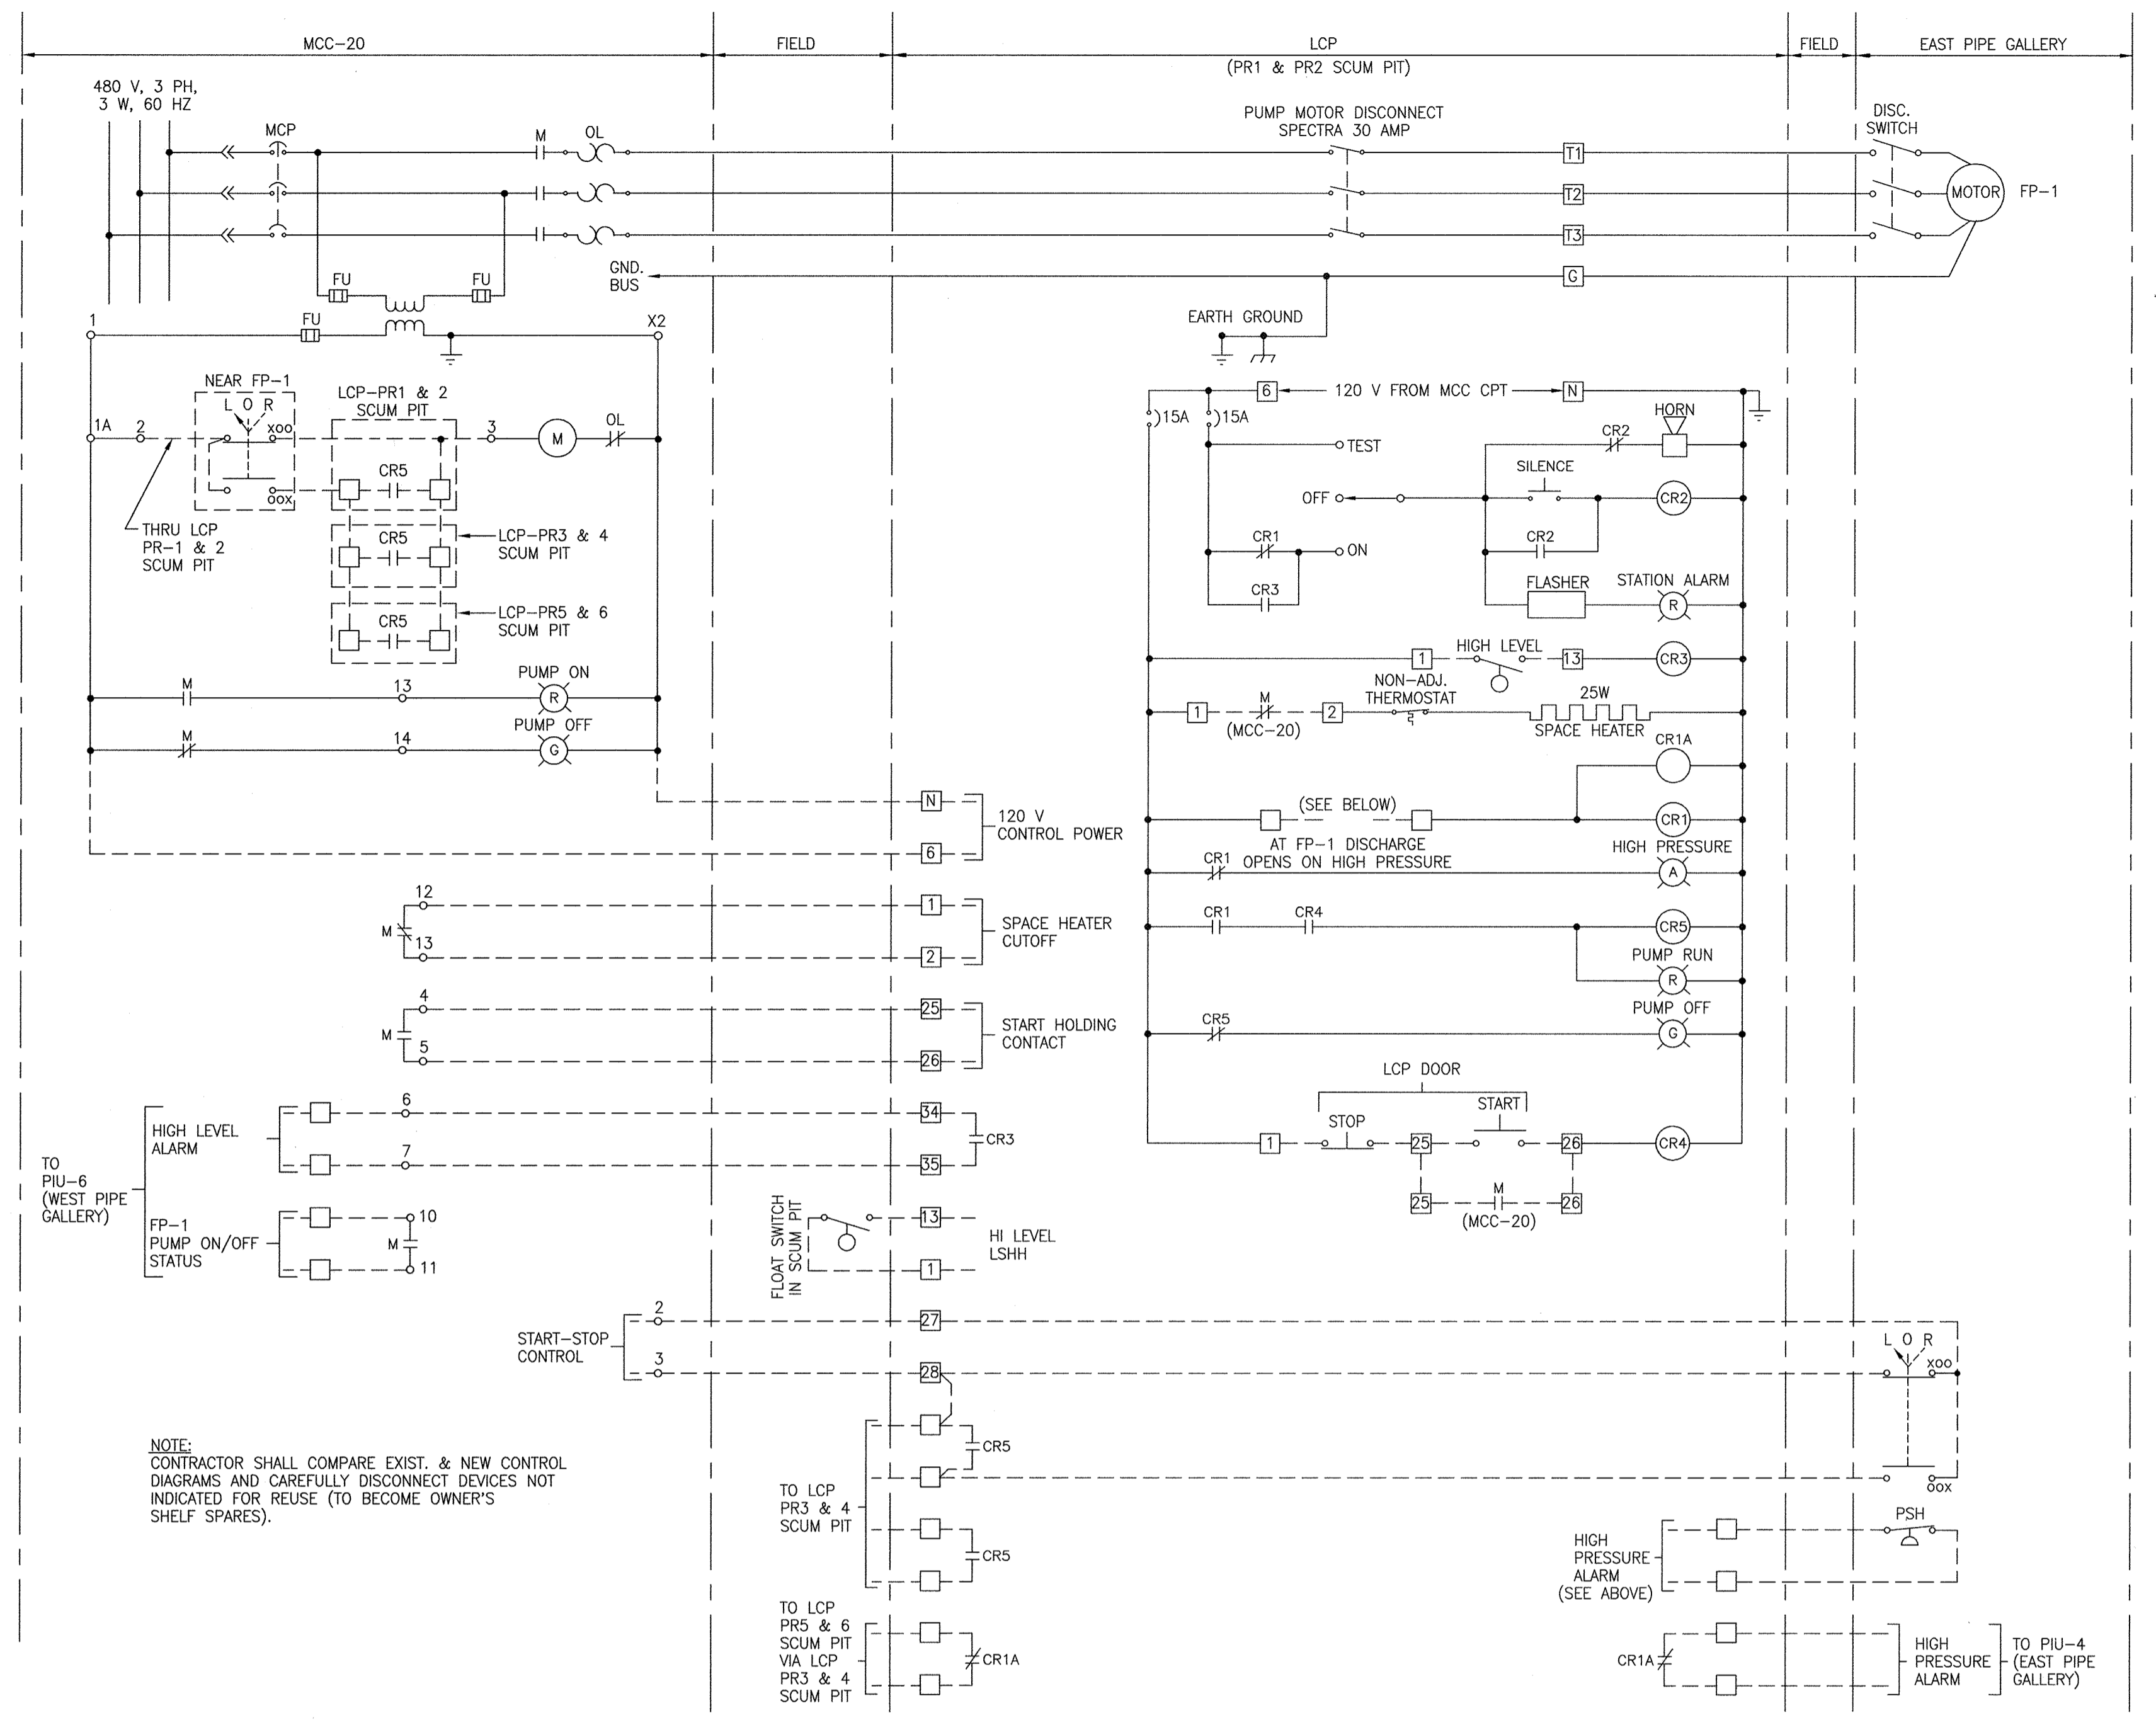 MCC-20
FIELD
LCP
(PR1 & PR2 SCUM PIT)
FIELD
EAST PIPE GALLERY
480 V, 3 PH,
3 W, 60 HZ
MCP
M
OL
PUMP MOTOR DISCONNECT
SPECTRA 30 AMP
DISC.
SWITCH
T1
T2
T3
MOTOR
FP-1
GND.
BUS
G
FU
FU
EARTH GROUND
1
FU
X2
NEAR FP-1
L O R
XOO
OOX
LCP-PR1 & 2
SCUM PIT
1A
2
3
M
OL
CR5
THRU LCP
PR-1 & 2
SCUM PIT
CR5
LCP-PR3 & 4
SCUM PIT
CR5
LCP-PR5 & 6
SCUM PIT
M
13
PUMP ON
R
M
14
PUMP OFF
G
6
120 V FROM MCC CPT
N
)15A
)15A
TEST
OFF
ON
CR1
CR3
CR2
HORN
SILENCE
CR2
CR2
FLASHER
STATION ALARM
R
1
HIGH LEVEL
13
CR3
1
M
(MCC-20)
2
NON-ADJ.
THERMOSTAT
25W
SPACE HEATER
CR1A
(SEE BELOW)
CR1
AT FP-1 DISCHARGE
OPENS ON HIGH PRESSURE
CR1
HIGH PRESSURE
A
CR1
CR4
CR5
PUMP RUN
R
PUMP OFF
CR5
G
LCP DOOR
STOP
START
1
25
26
CR4
25
M
(MCC-20)
26
N
6
120 V
CONTROL POWER
12
M
13
1
2
SPACE HEATER
CUTOFF
4
M
5
25
26
START HOLDING
CONTACT
TO
PIU-6
(WEST PIPE
GALLERY)
HIGH LEVEL
ALARM
6
7
34
35
CR3
FP-1
PUMP ON/OFF
STATUS
10
M
11
FLOAT SWITCH
IN SCUM PIT
13
1
HI LEVEL
LSHH
START-STOP
CONTROL
2
3
27
28
L O R
XOO
OOX
NOTE:
CONTRACTOR SHALL COMPARE EXIST. & NEW CONTROL
DIAGRAMS AND CAREFULLY DISCONNECT DEVICES NOT
INDICATED FOR REUSE (TO BECOME OWNER'S
SHELF SPARES).
TO LCP
PR3 & 4
SCUM PIT
CR5
CR5
TO LCP
PR5 & 6
SCUM PIT
VIA LCP
PR3 & 4
SCUM PIT
CR1A
HIGH
PRESSURE
ALARM
(SEE ABOVE)
PSH
CR1A
HIGH
PRESSURE
ALARM
TO PIU-4
(EAST PIPE
GALLERY)